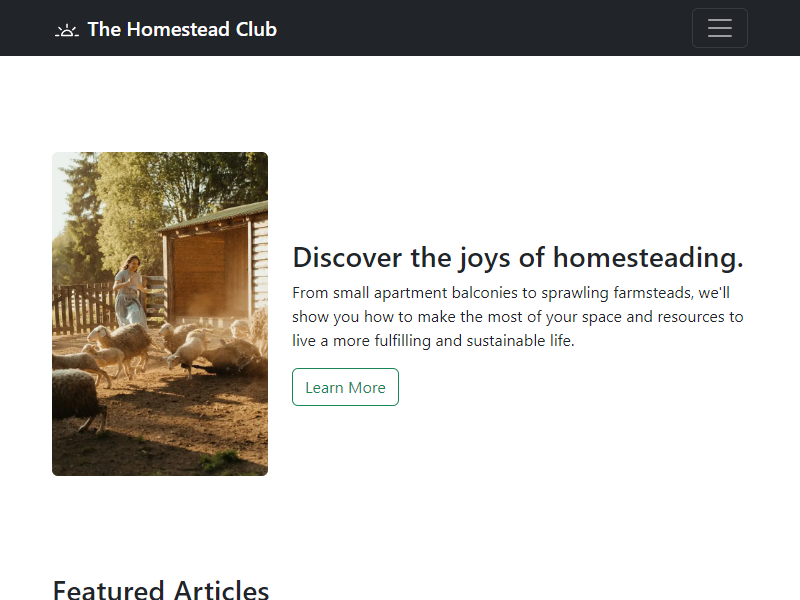 The Homestead Club
Discover the joys of homesteading.
From small apartment balconies to sprawling farmsteads, we'll
show you how to make the most of your space and resources to
live a more fulfilling and sustainable life.
Learn More
Featured Articles